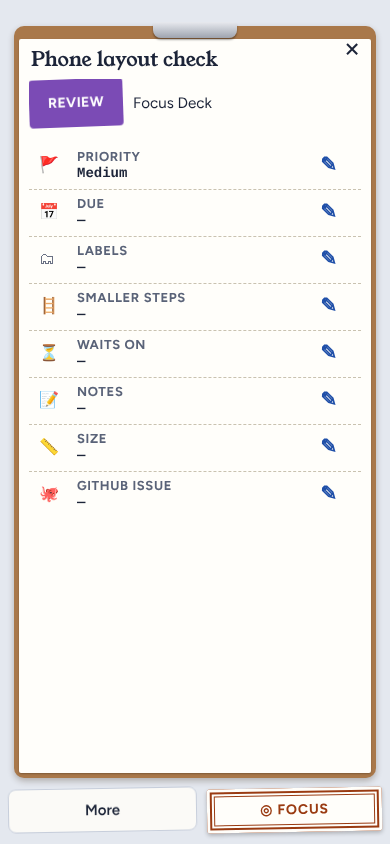 Phone layout check
REVIEW Focus Deck
PRIORITY
Medium
DUE
—
LABELS
—
SMALLER STEPS
—
WAITS ON
—
NOTES
—
SIZE
—
GITHUB ISSUE
—
More
◎ FOCUS